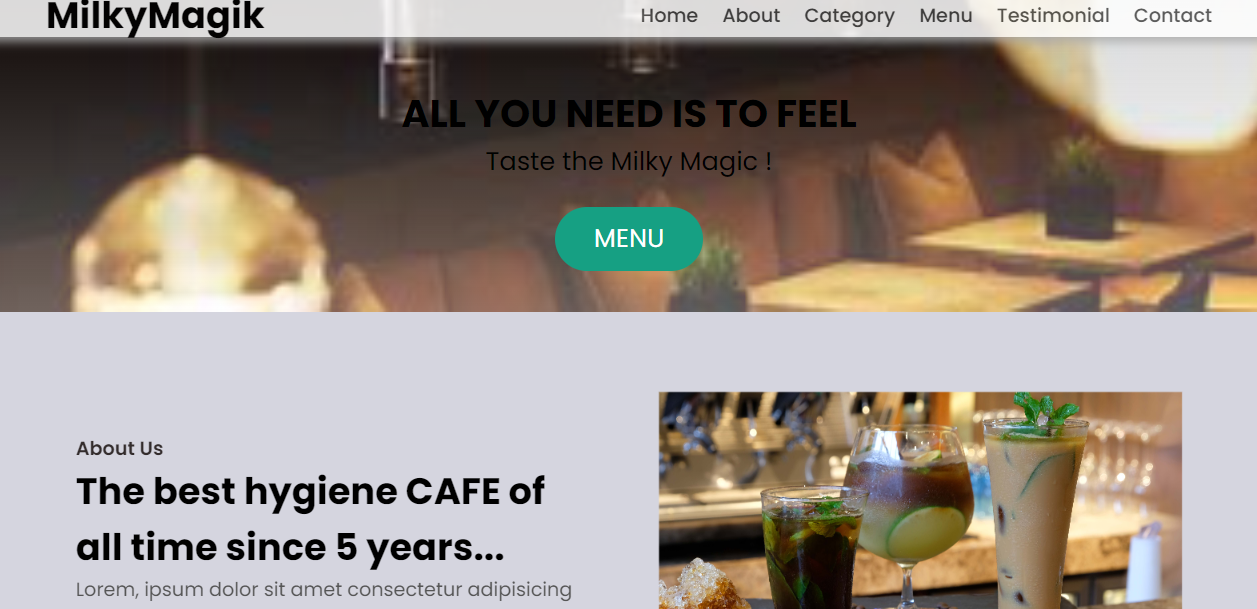 MilkyMagik
Home About Category Menu Testimonial Contact
ALL YOU NEED IS TO FEEL
Taste the Milky Magic !
MENU
About Us
The best hygiene CAFE of
all time since 5 years...
Lorem, ipsum dolor sit amet consectetur adipisicing